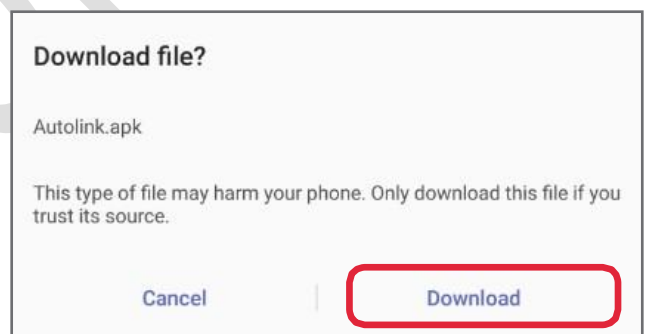 Download file?
Autolink.apk
This type of file may harm your phone. Only download this file if you
trust its source.
Cancel
Download